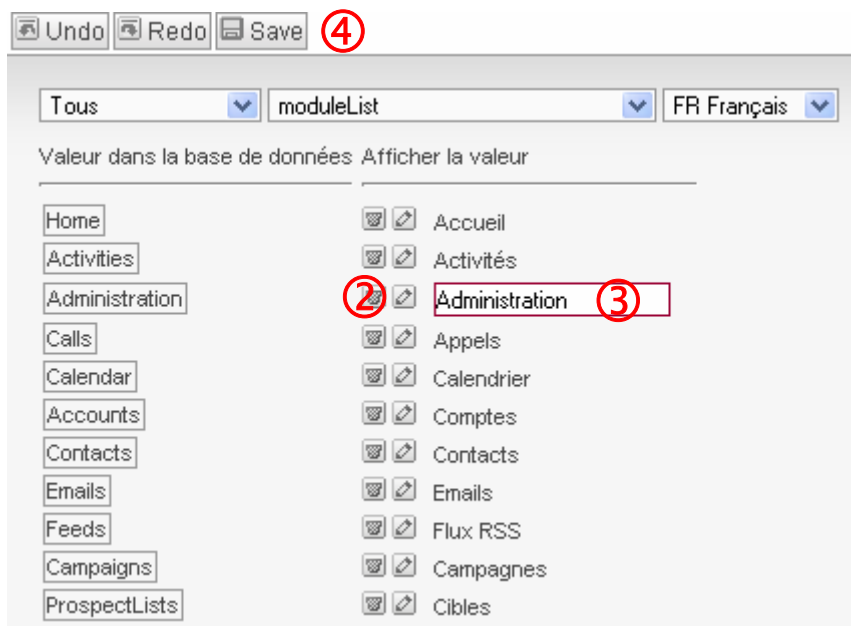 Undo Redo Save ④
Tous moduleList FR Français
Valeur dans la base de données Afficher la valeur
Home Accueil
Activities Activités
Administration ② Administration ③
Calls Appels
Calendar Calendrier
Accounts Comptes
Contacts Contacts
Emails Emails
Feeds Flux RSS
Campaigns Campagnes
ProspectLists Cibles